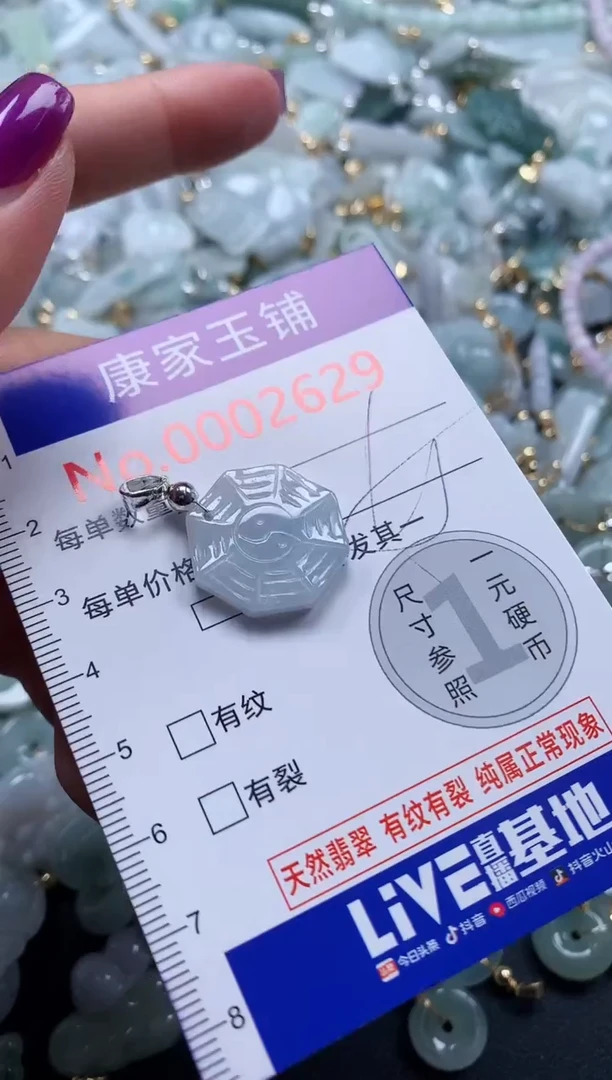 康家玉铺
No.0002629
每单数量
每单价格
发其一
一元硬币
1
尺寸参照
有纹
有裂
天然翡翠 有纹有裂 纯属正常现象
LiVE直播基地
今日头条 抖音 西瓜视频 抖音火山
1
2
3
4
5
6
7
8